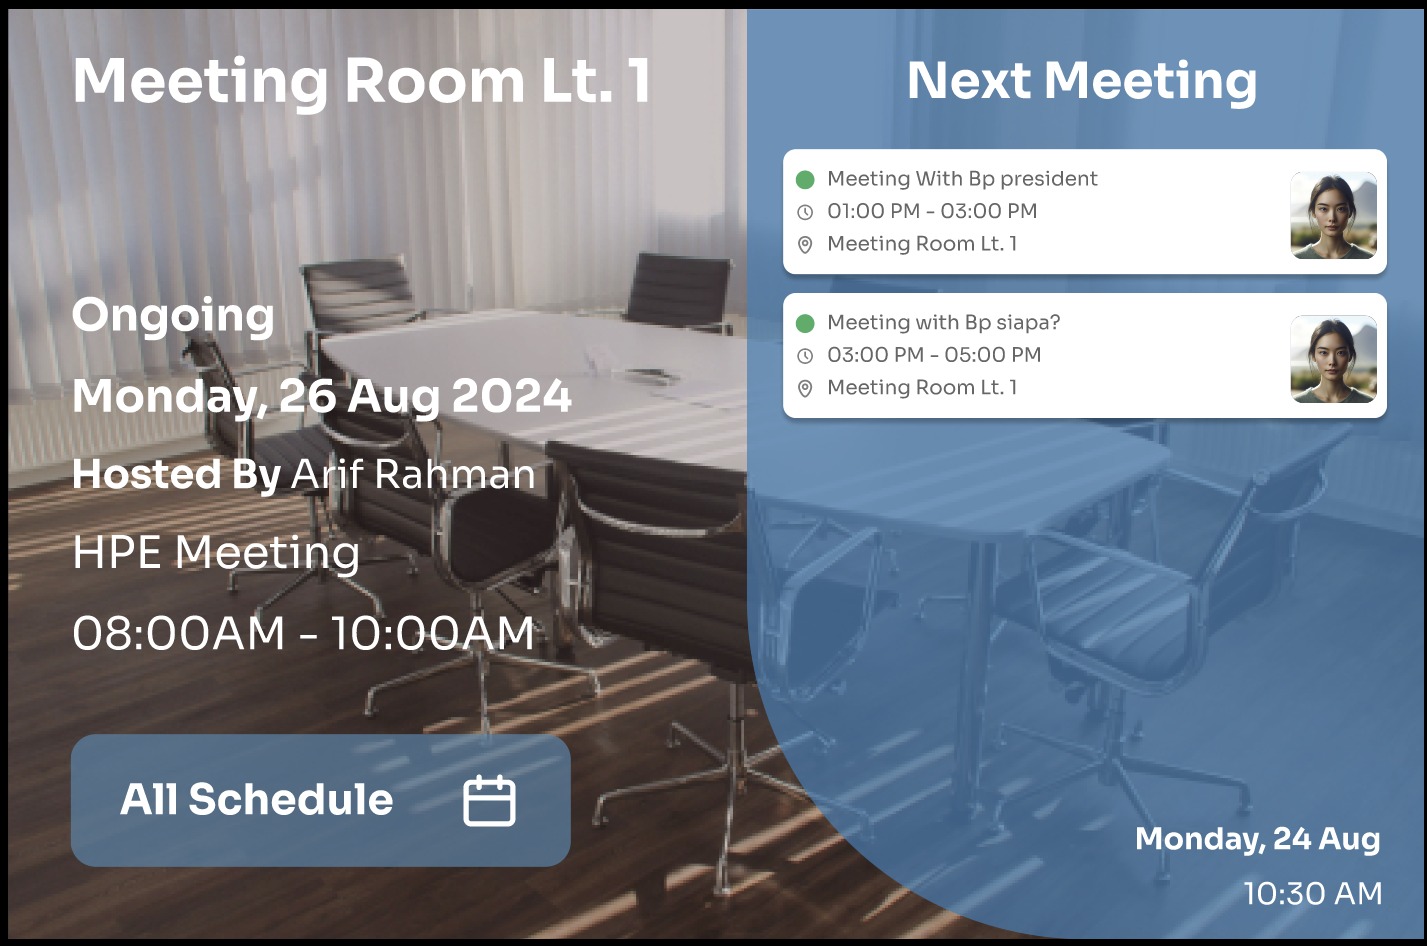 Meeting Room Lt. 1
Ongoing
Monday, 26 Aug 2024
Hosted By Arif Rahman
HPE Meeting
08:00AM - 10:00AM
All Schedule
Next Meeting
Meeting With Bp president
01:00 PM - 03:00 PM
Meeting Room Lt. 1
Meeting with Bp siapa?
03:00 PM - 05:00 PM
Meeting Room Lt. 1
Monday, 24 Aug
10:30 AM